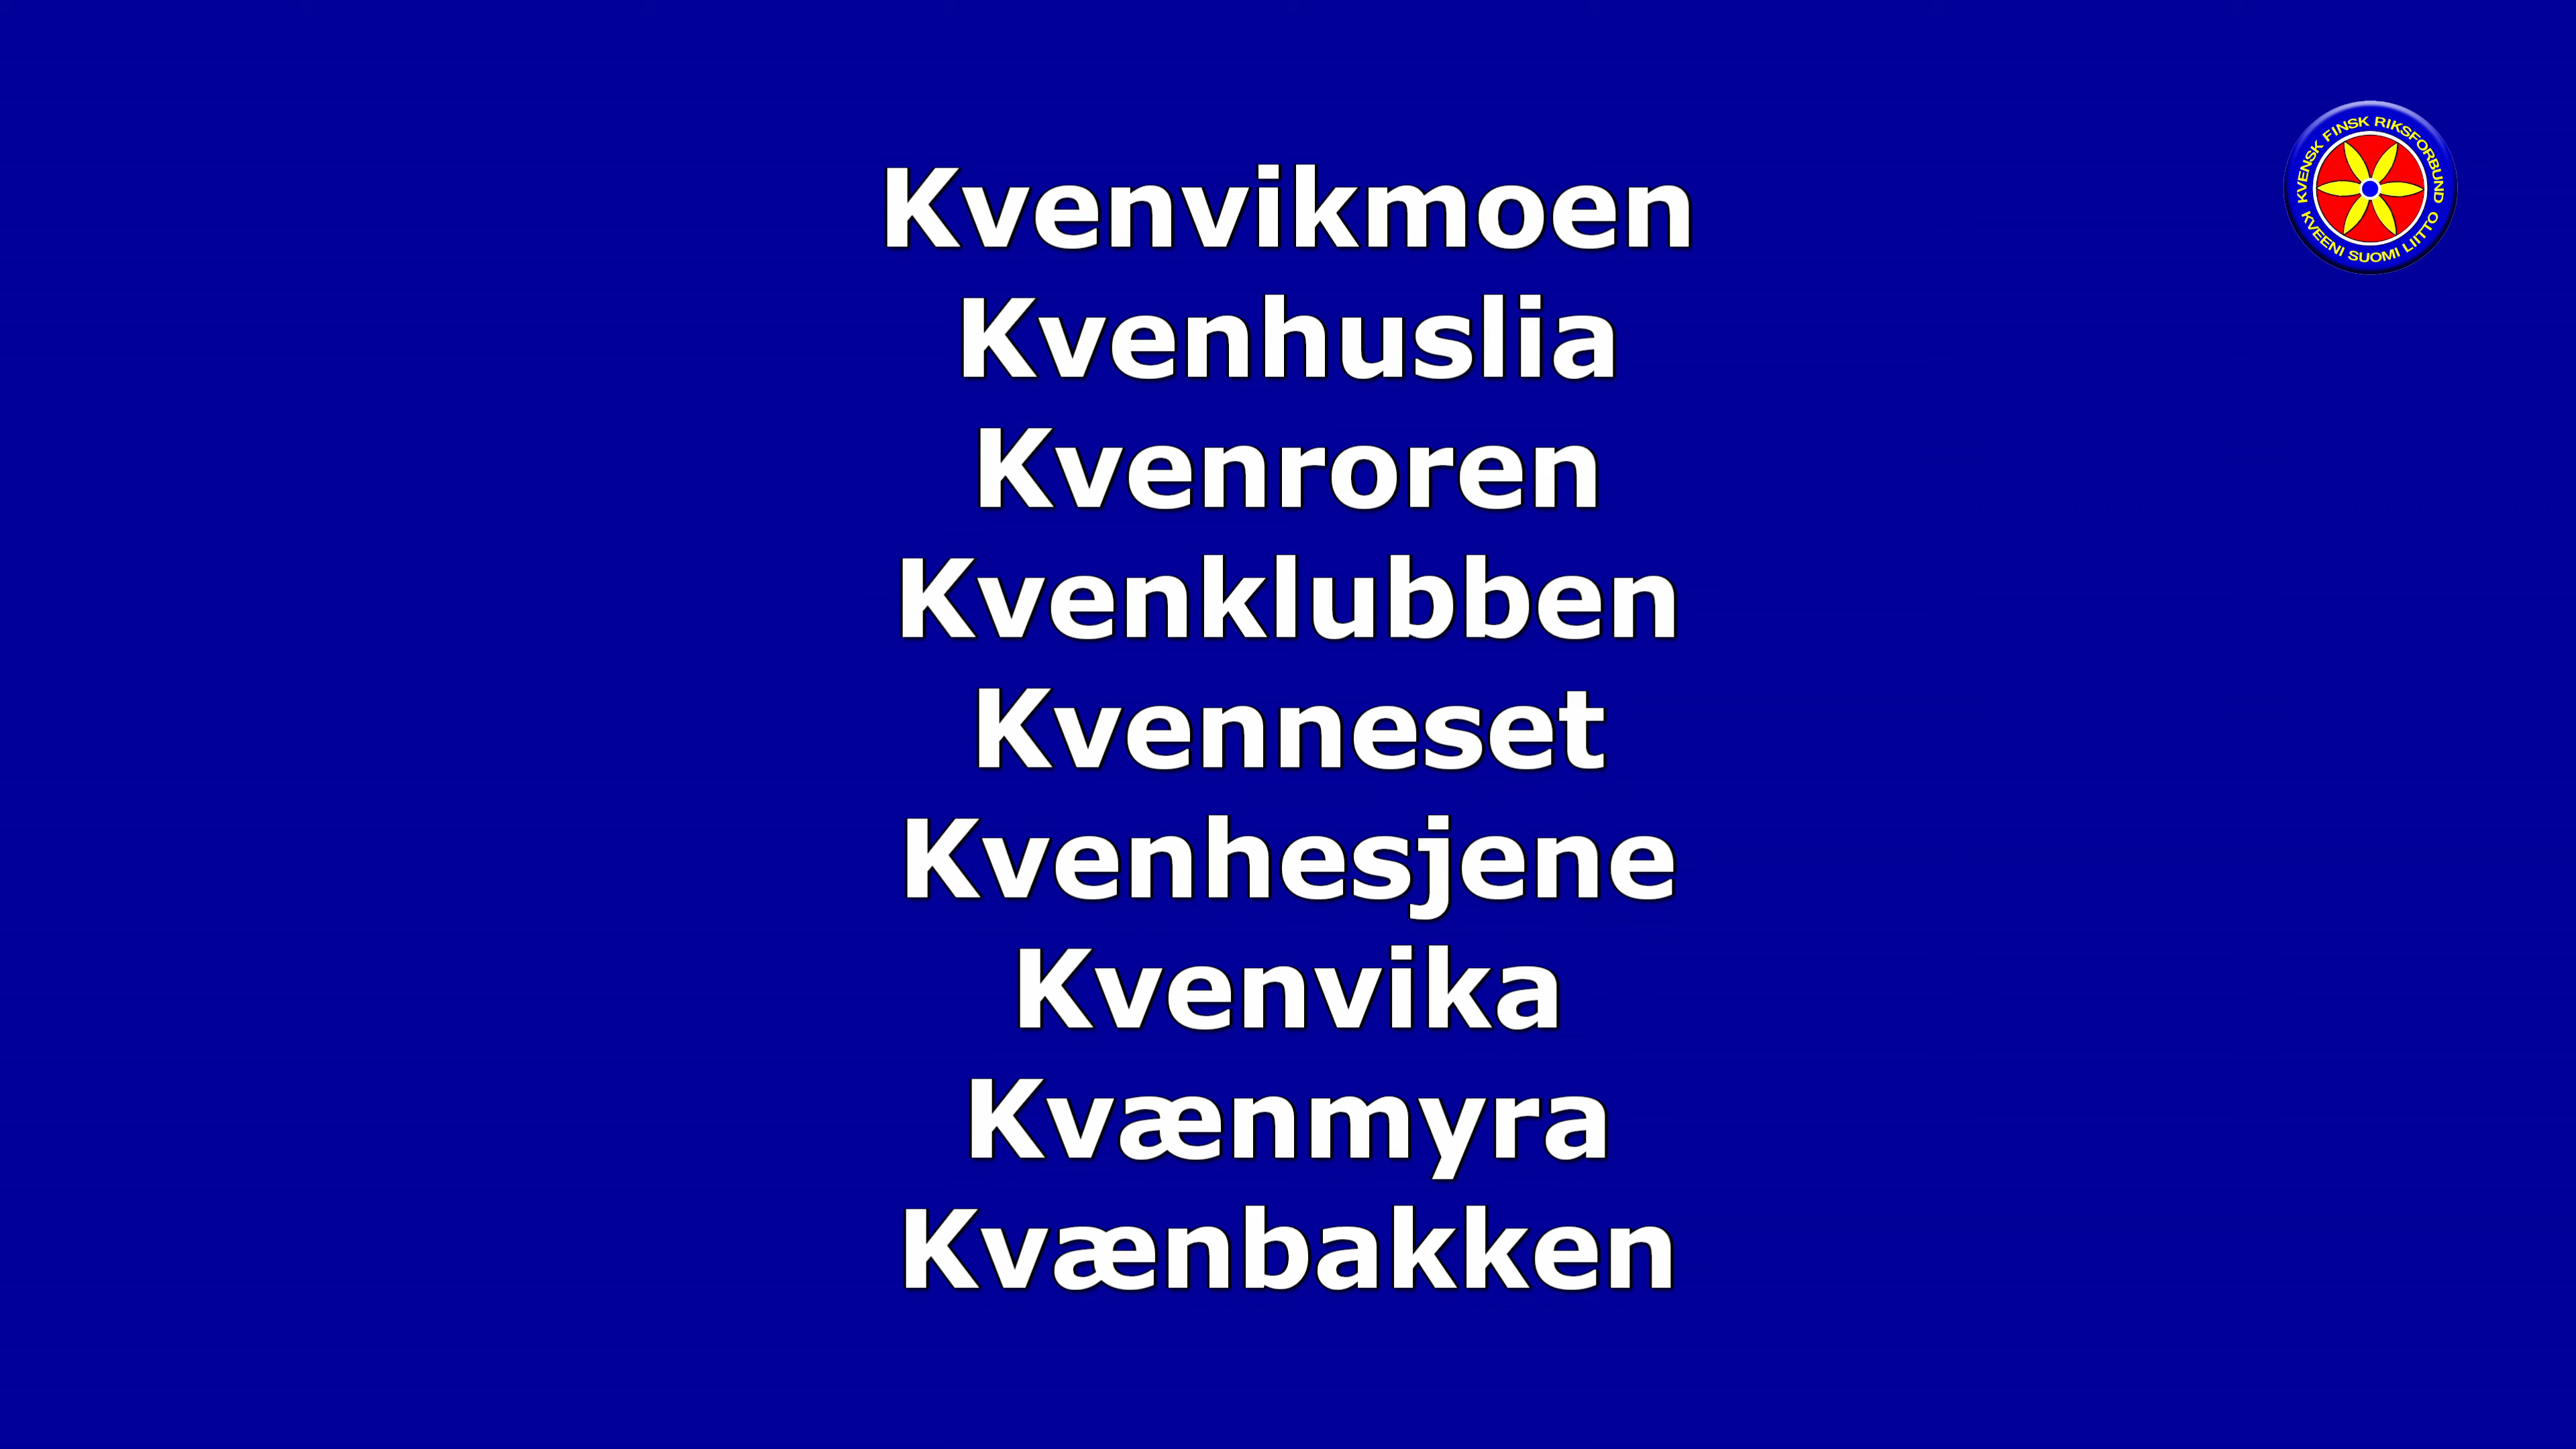 Kvenvikmoen
Kvenhuslia
Kvenroren
Kvenklubben
Kvenneset
Kvenhesjene
Kvenvika
Kvænmyra
Kvænbakken
KVENSK FINSK RIKSFORBUND
KVEENI SUOMI LIITTO